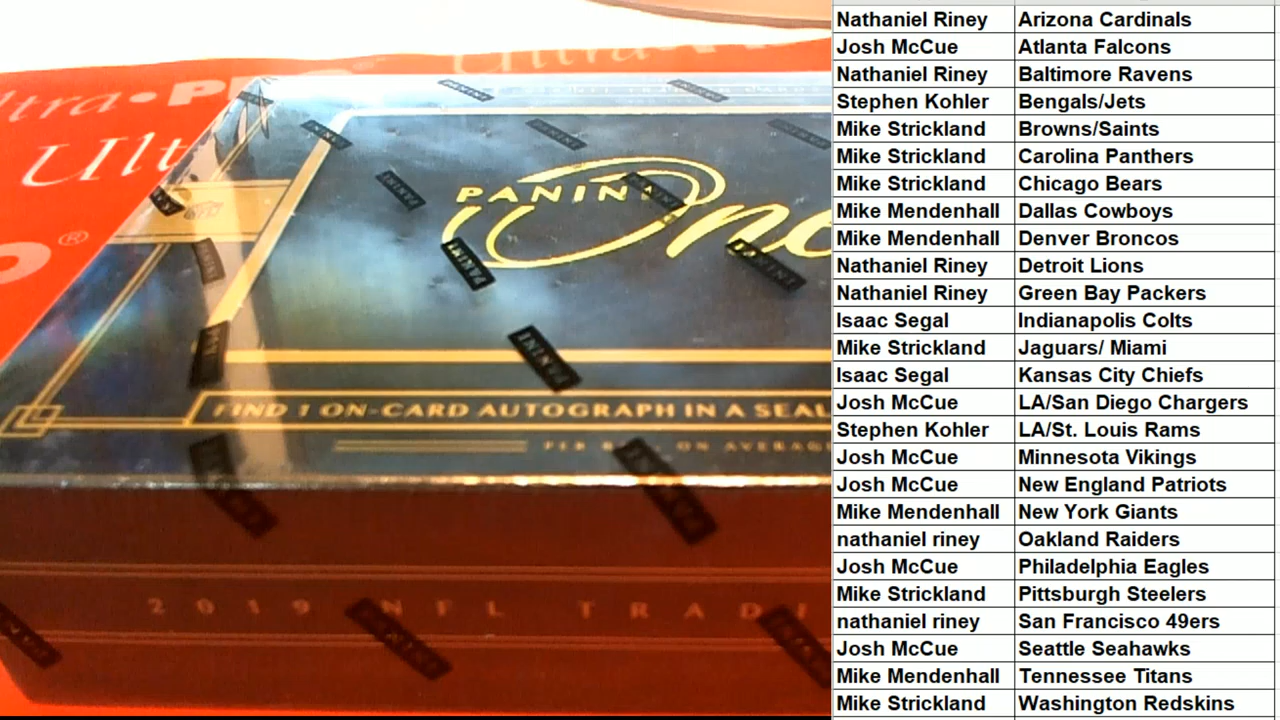 Ultra
ltra•PR
Ult
PANINI
FIND 1 ON-CARD AUTOGRAPH IN A SEAL
ON AVERAGE
2019 NFL TRADI
Nathaniel Riney Arizona Cardinals
Josh McCue Atlanta Falcons
Nathaniel Riney Baltimore Ravens
Stephen Kohler Bengals/Jets
Mike Strickland Browns/Saints
Mike Strickland Carolina Panthers
Mike Strickland Chicago Bears
Mike Mendenhall Dallas Cowboys
Mike Mendenhall Denver Broncos
Nathaniel Riney Detroit Lions
Nathaniel Riney Green Bay Packers
Isaac Segal Indianapolis Colts
Mike Strickland Jaguars/ Miami
Isaac Segal Kansas City Chiefs
Josh McCue LA/San Diego Chargers
Stephen Kohler LA/St. Louis Rams
Josh McCue Minnesota Vikings
Josh McCue New England Patriots
Mike Mendenhall New York Giants
nathaniel riney Oakland Raiders
Josh McCue Philadelphia Eagles
Mike Strickland Pittsburgh Steelers
nathaniel riney San Francisco 49ers
Josh McCue Seattle Seahawks
Mike Mendenhall Tennessee Titans
Mike Strickland Washington Redskins